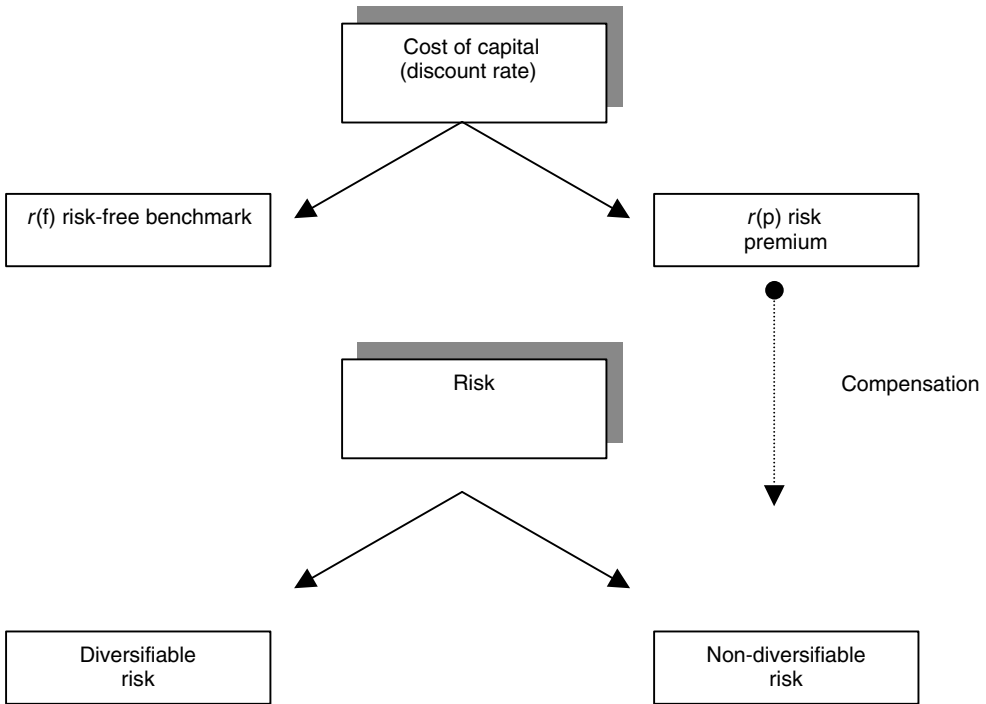 Cost of capital
(discount rate)
r(f) risk-free benchmark
r(p) risk
premium
Risk
Compensation
Diversifiable
risk
Non-diversifiable
risk